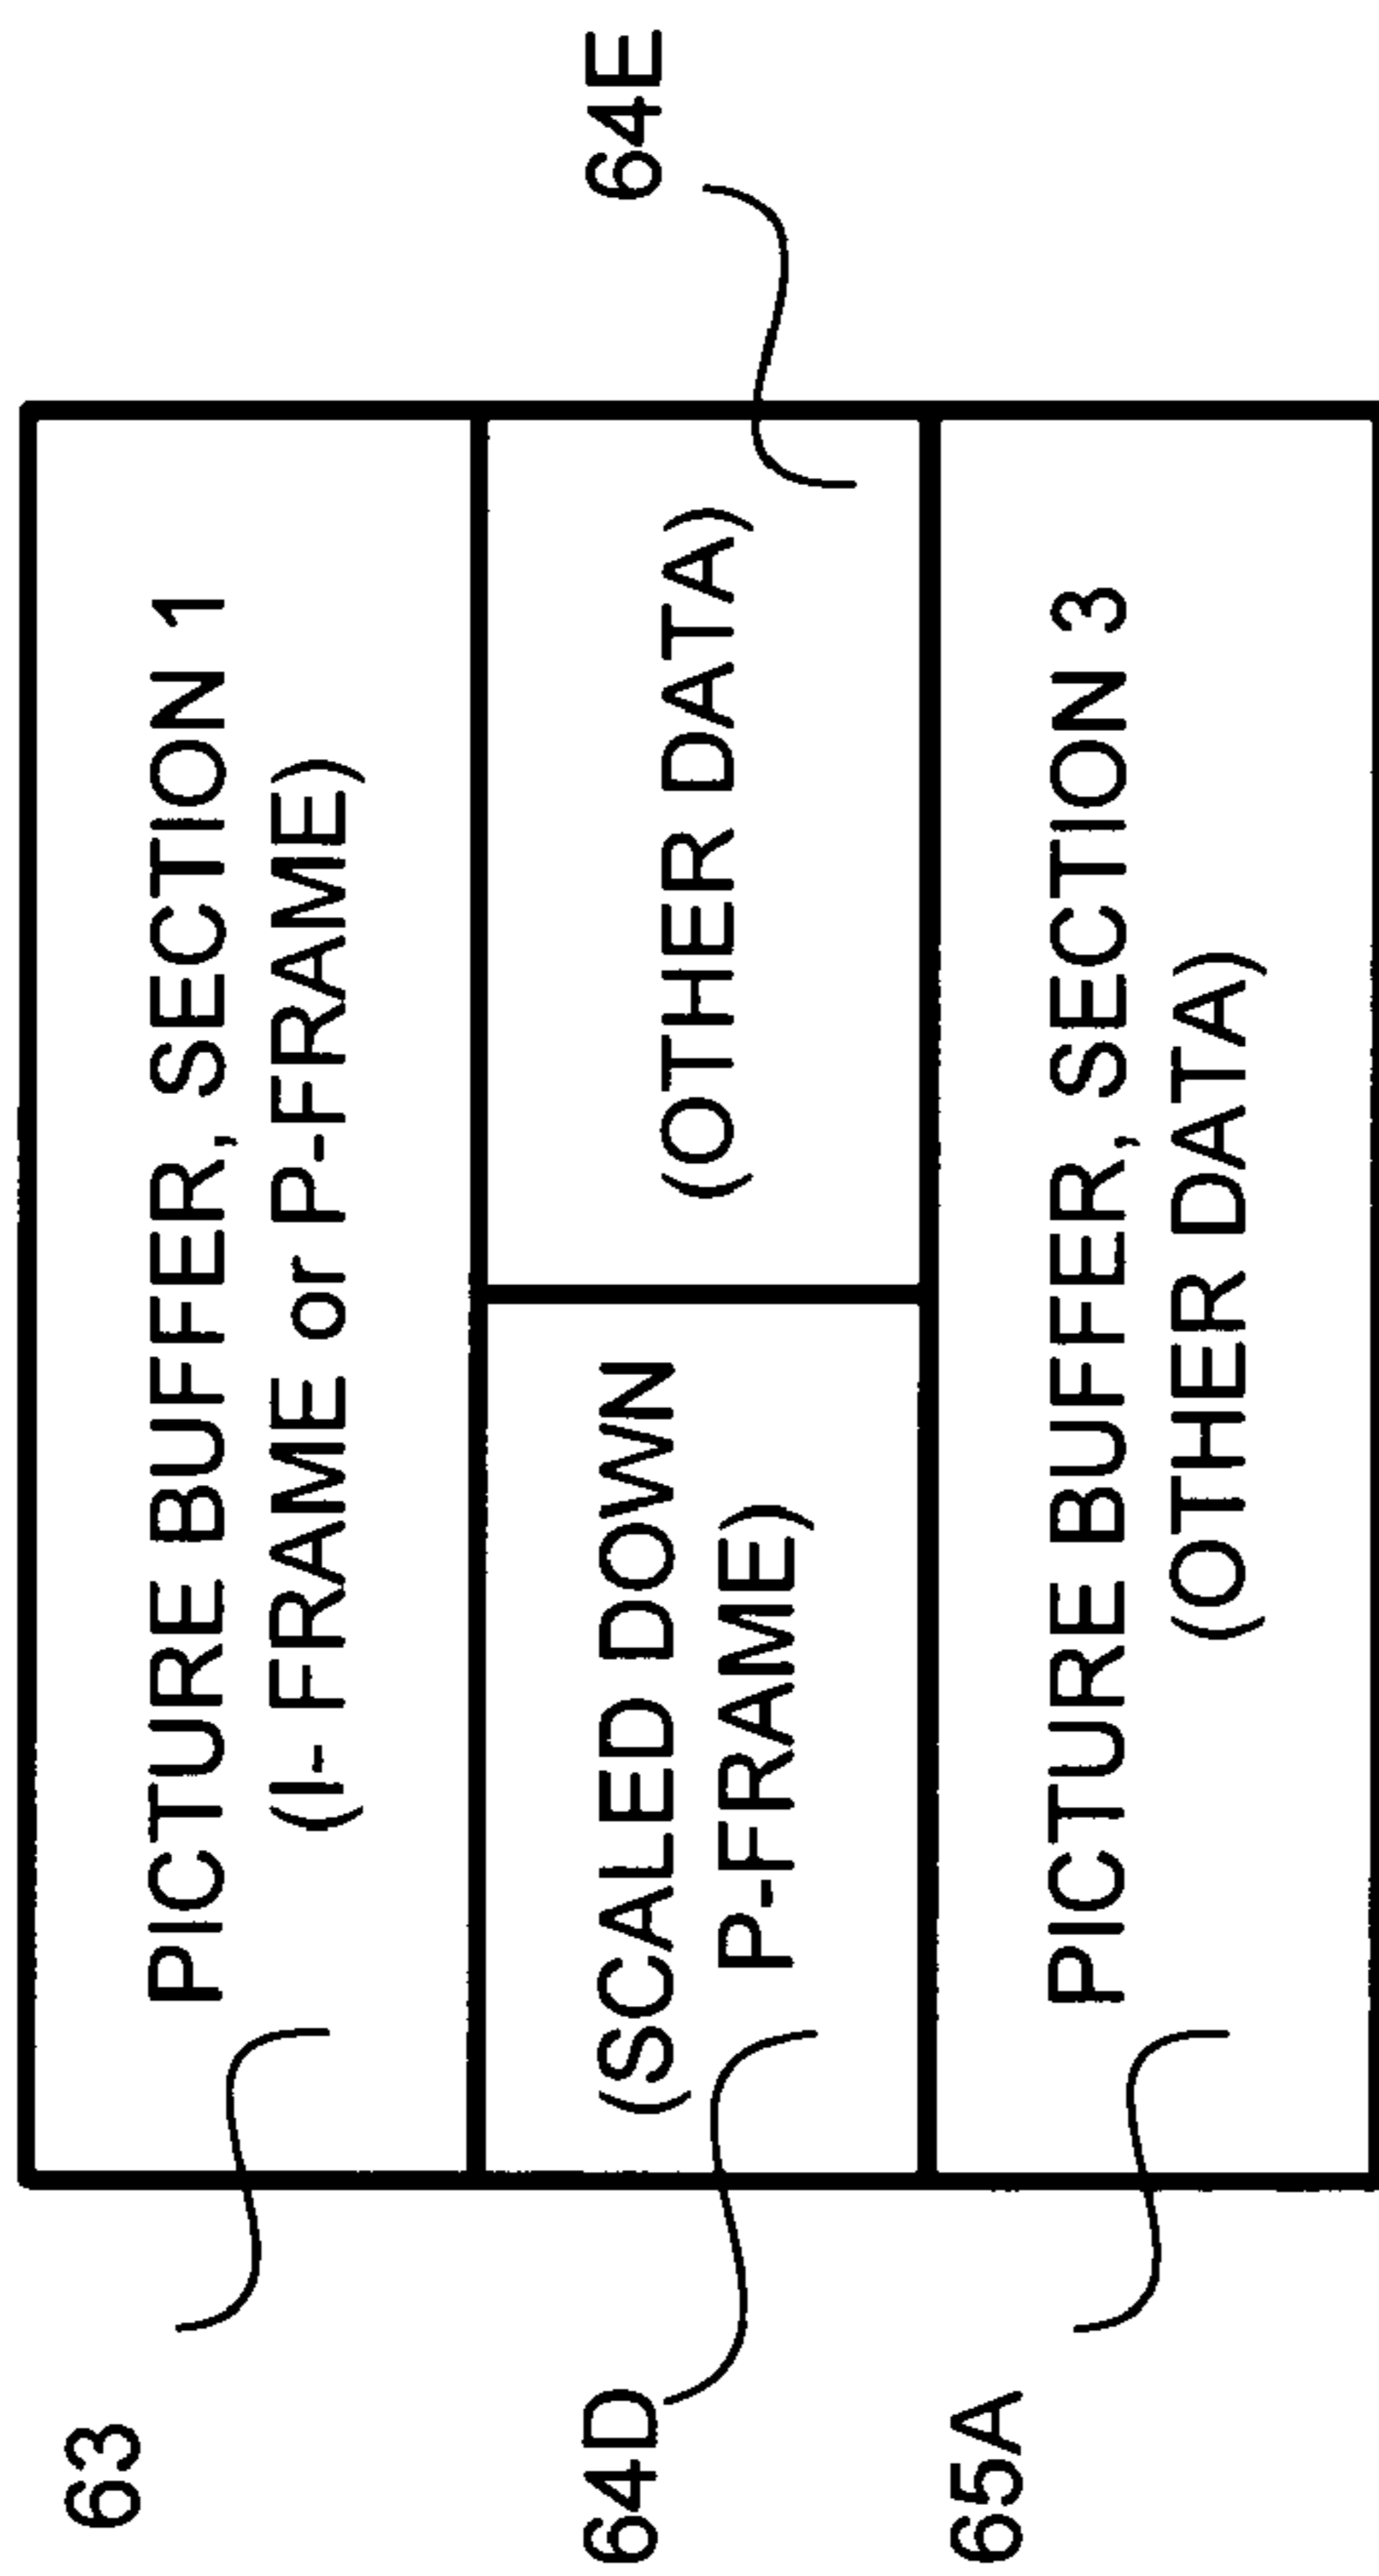 63
PICTURE BUFFER, SECTION 1
(I- FRAME or P-FRAME)
64D
(SCALED DOWN
P-FRAME)
(OTHER DATA)
64E
65A
PICTURE BUFFER, SECTION 3
(OTHER DATA)